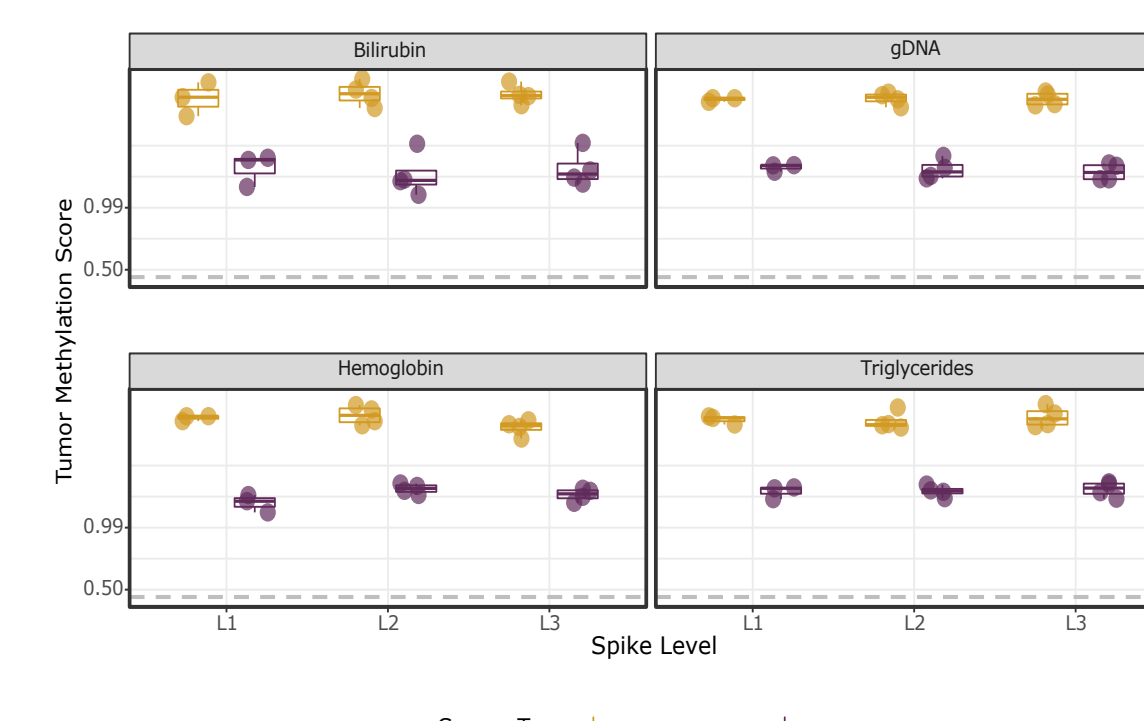 Bilirubin
gDNA
0.99
0.50
Hemoglobin
Triglycerides
0.99
0.50
Tumor Methylation Score
L1
L2
L3
L1
L2
L3
Spike Level